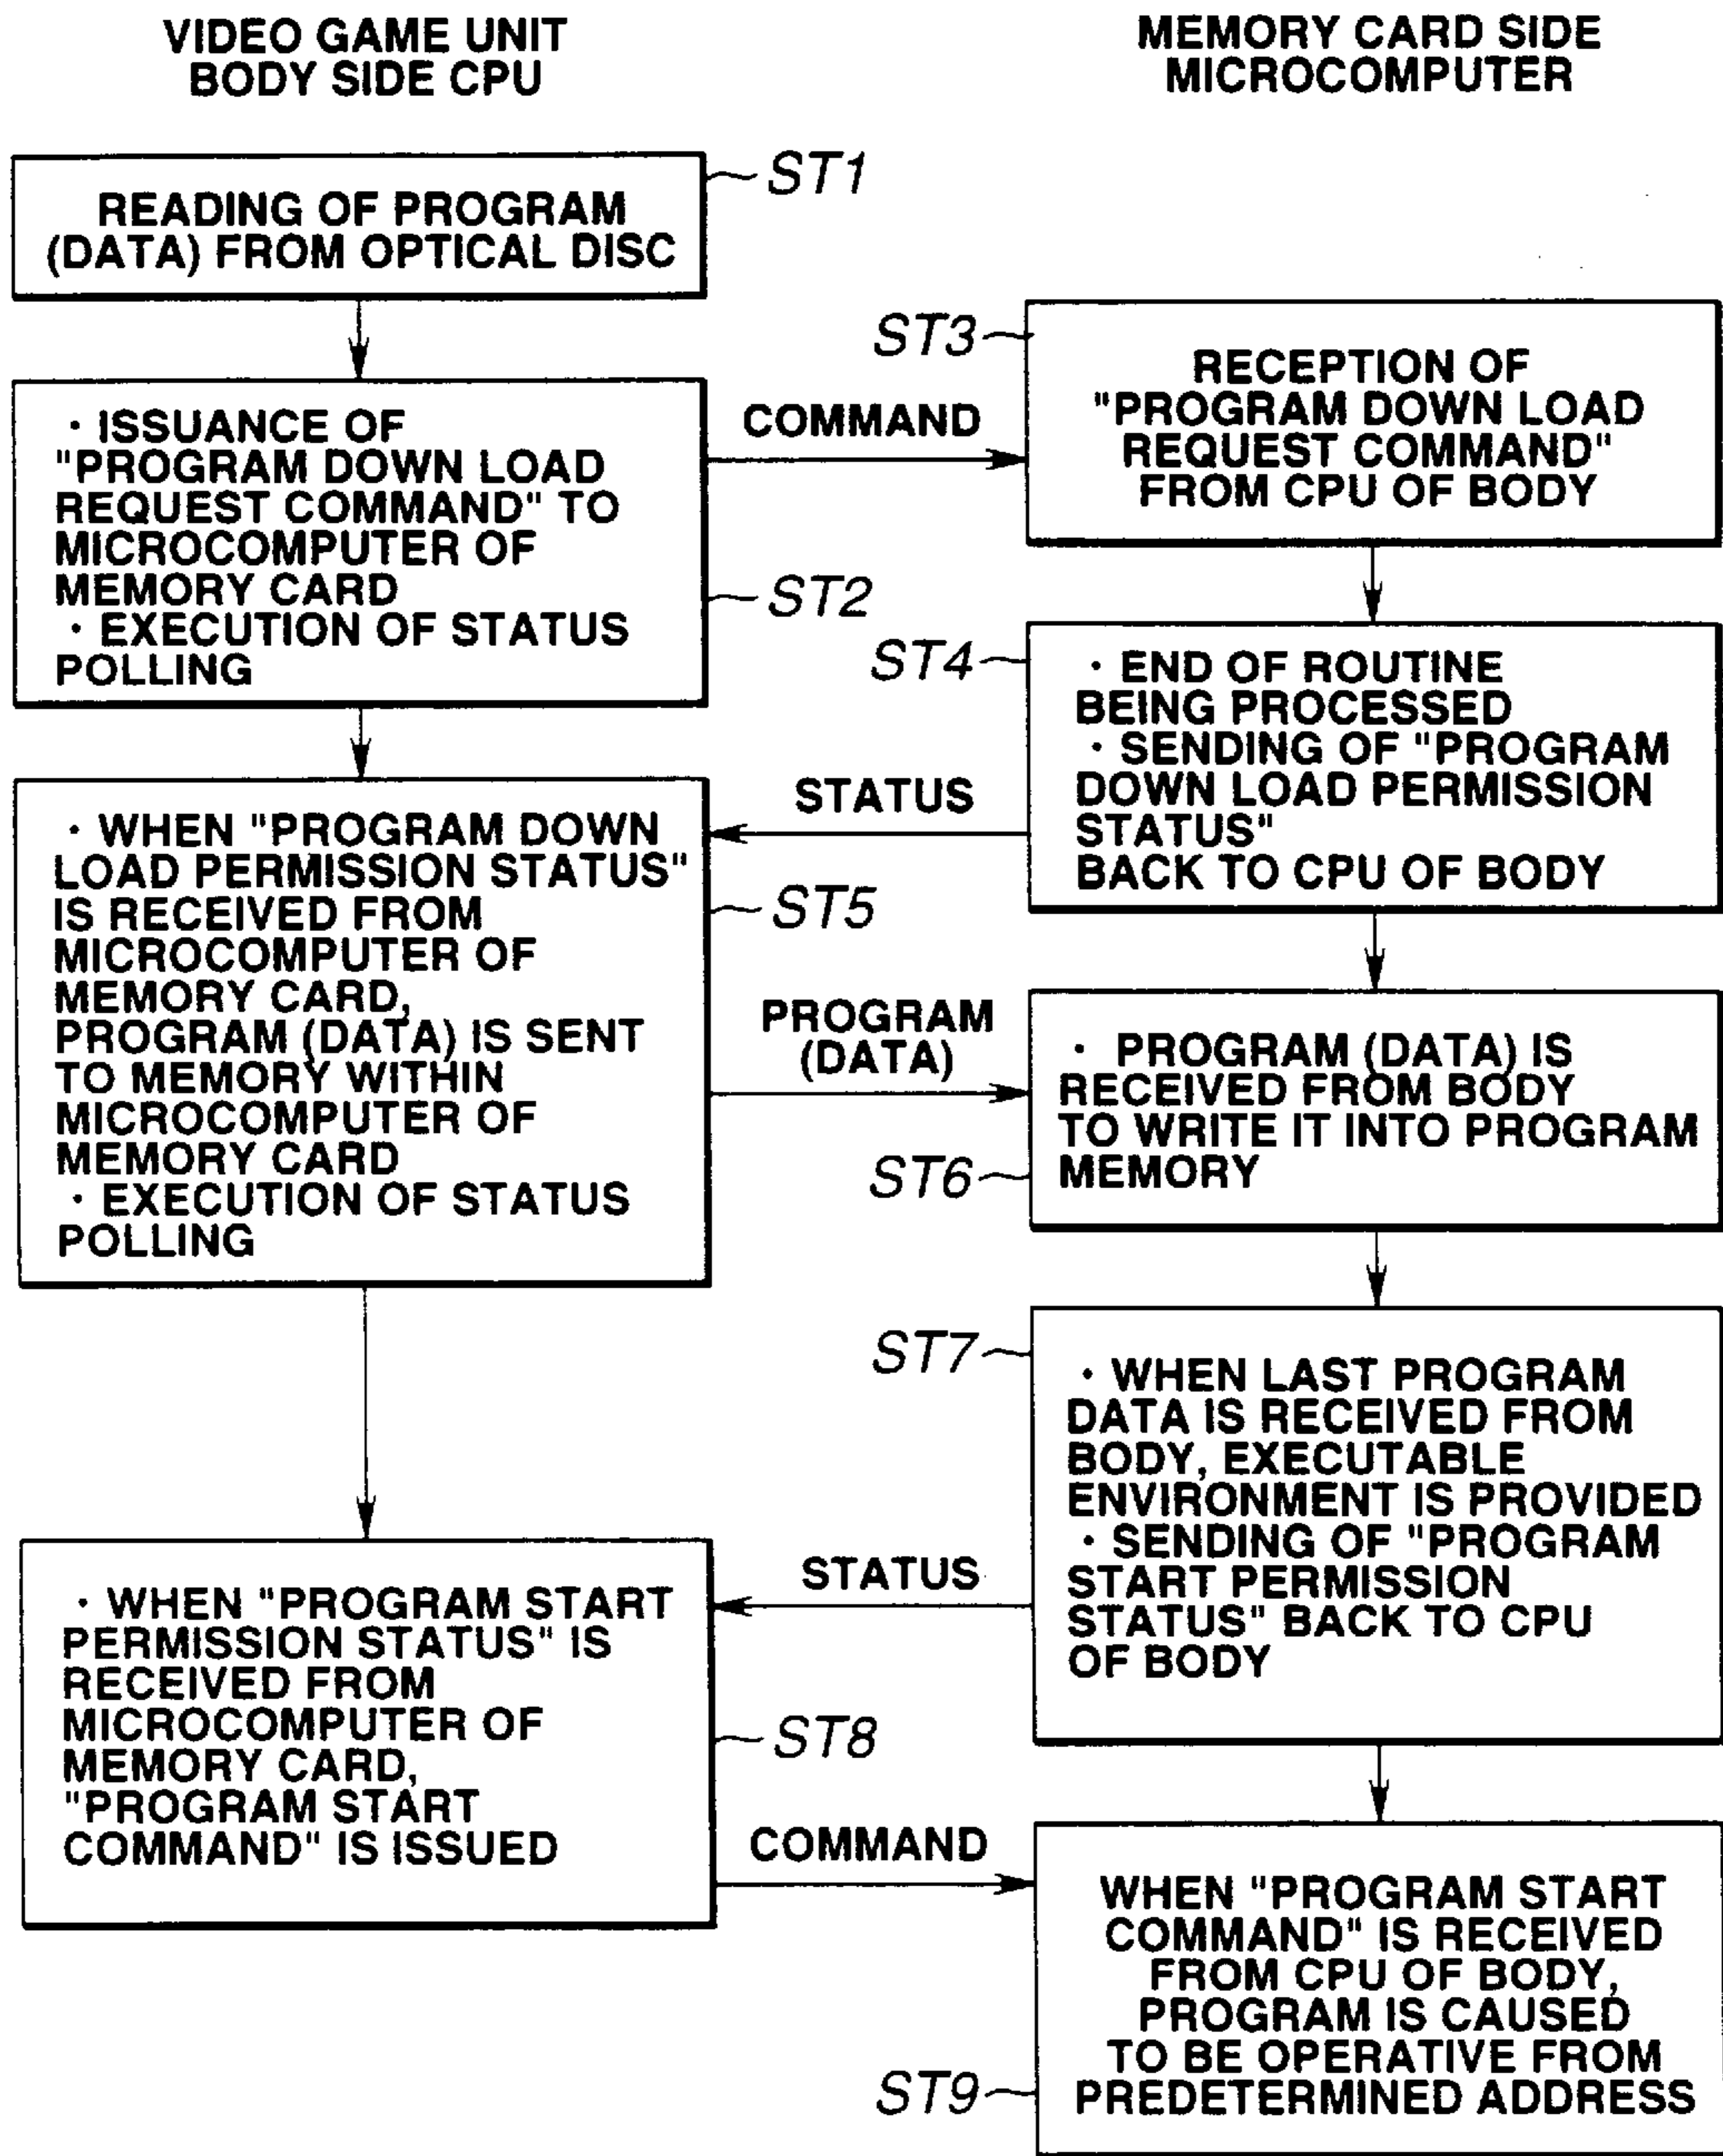 VIDEO GAME UNIT
BODY SIDE CPU
MEMORY CARD SIDE
MICROCOMPUTER
READING OF PROGRAM
(DATA) FROM OPTICAL DISC
ST1
· ISSUANCE OF
"PROGRAM DOWN LOAD
REQUEST COMMAND" TO
MICROCOMPUTER OF
MEMORY CARD
· EXECUTION OF STATUS
POLLING
ST2
COMMAND
ST3
RECEPTION OF
"PROGRAM DOWN LOAD
REQUEST COMMAND"
FROM CPU OF BODY
ST4
· END OF ROUTINE
BEING PROCESSED
· SENDING OF "PROGRAM
DOWN LOAD PERMISSION
STATUS"
BACK TO CPU OF BODY
STATUS
· WHEN "PROGRAM DOWN
LOAD PERMISSION STATUS"
IS RECEIVED FROM
MICROCOMPUTER OF
MEMORY CARD,
PROGRAM (DATA) IS SENT
TO MEMORY WITHIN
MICROCOMPUTER OF
MEMORY CARD
· EXECUTION OF STATUS
POLLING
ST5
PROGRAM
(DATA)
· PROGRAM (DATA) IS
RECEIVED FROM BODY
TO WRITE IT INTO PROGRAM
MEMORY
ST6
ST7
· WHEN LAST PROGRAM
DATA IS RECEIVED FROM
BODY, EXECUTABLE
ENVIRONMENT IS PROVIDED
· SENDING OF "PROGRAM
START PERMISSION
STATUS" BACK TO CPU
OF BODY
STATUS
· WHEN "PROGRAM START
PERMISSION STATUS" IS
RECEIVED FROM
MICROCOMPUTER OF
MEMORY CARD,
"PROGRAM START
COMMAND" IS ISSUED
ST8
COMMAND
WHEN "PROGRAM START
COMMAND" IS RECEIVED
FROM CPU OF BODY,
PROGRAM IS CAUSED
TO BE OPERATIVE FROM
PREDETERMINED ADDRESS
ST9